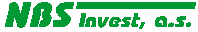 NBS Invest, a.s.